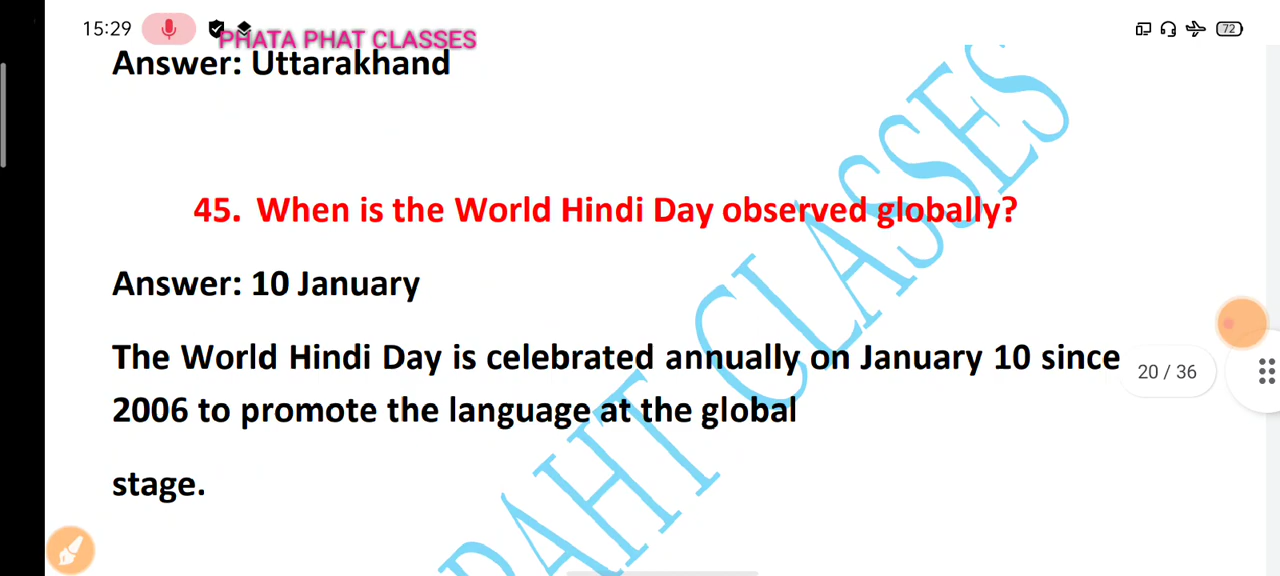 15:29
72
PHATA PHAT CLASSES
Answer: Uttarakhand
45. When is the World Hindi Day observed globally?
Answer: 10 January
The World Hindi Day is celebrated annually on January 10 since
20 / 36
2006 to promote the language at the global
stage.
PAHT CLASSES